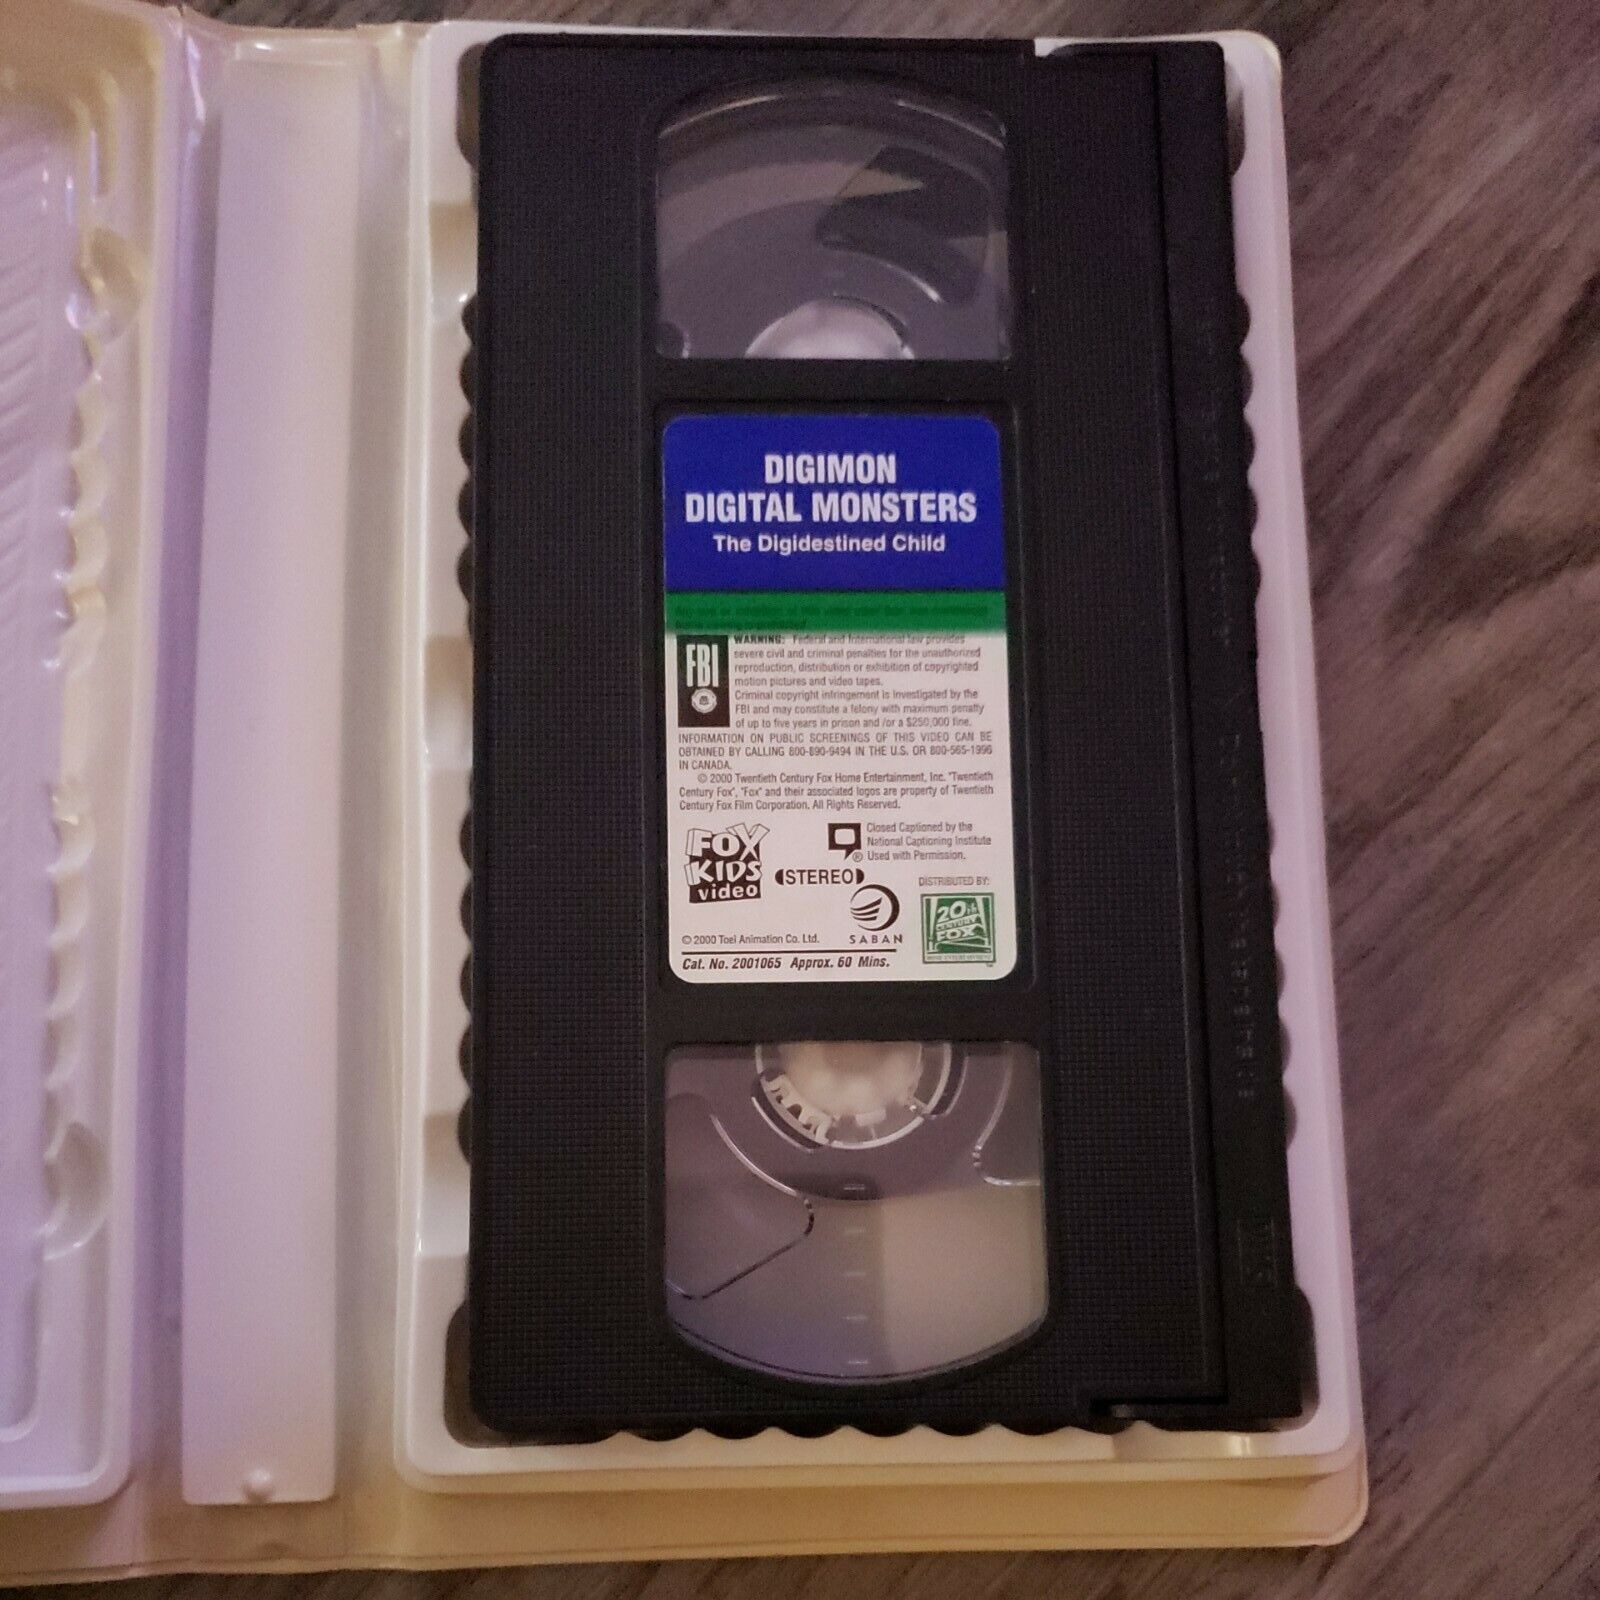 DIGIMON
DIGITAL MONSTERS
The Digidestined Child
FBI
WARNING: Federal and International law provides
severe civil and criminal penalties for the unauthorized
reproduction, distribution or exhibition of copyrighted
motion pictures and video tapes.
Criminal copyright infringement is investigated by the
FBI and may constitute a felony with maximum penalty
of up to five years in prison and /or a $250,000 fine.
INFORMATION ON PUBLIC SCREENINGS OF THIS VIDEO CAN BE
OBTAINED BY CALLING 800-890-9494 IN THE U.S. OR 800-565-1996
IN CANADA.
© 2000 Twentieth Century Fox Home Entertainment, Inc. "Twentieth
Century Fox", "Fox" and their associated logos are property of Twentieth
Century Fox Film Corporation. All Rights Reserved.
FOX
KIDS
video
STEREO
Closed Captioned by the
National Captioning Institute
® Used with Permission.
SABAN
DISTRIBUTED BY:
20th
CENTURY
FOX
HOME ENTERTAINMENT
™
© 2000 Toei Animation Co. Ltd.
Cat. No. 2001065 Approx. 60 Mins.
VHS